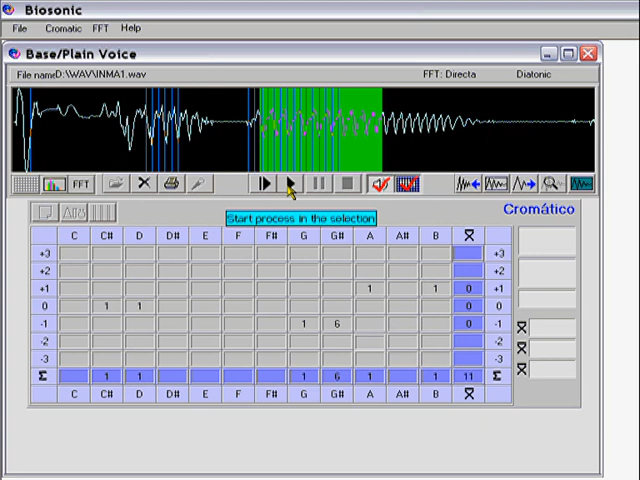 Biosonic
File Cromatic FFT Help
Base/Plain Voice
File nameD:\WAV\INMA1.wav FFT: Directa Diatonic
FFT
Start process in the selection
Cromático
C C# D D# E F F# G G# A A# B
+3 +3
+2 +2
+1 1 1 0 +1
0 1 1 0 0
-1 1 6 0 -1
-2 -2
-3 -3
Σ 1 1 1 6 1 1 11 Σ
C C# D D# E F F# G G# A A# B